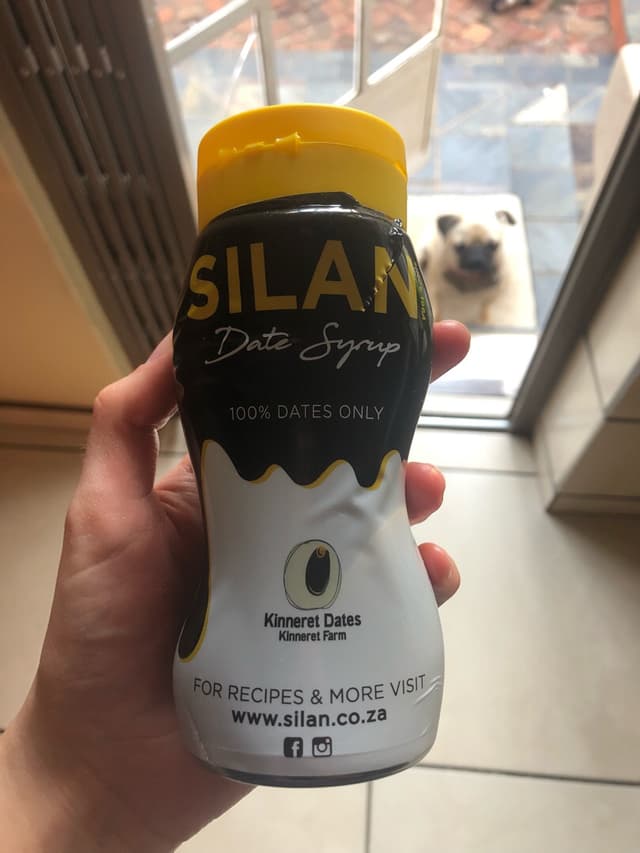 SILAN
Date Syrup
100% DATES ONLY
Kinneret Dates
Kinneret Farm
FOR RECIPES & MORE VISIT
www.silan.co.za